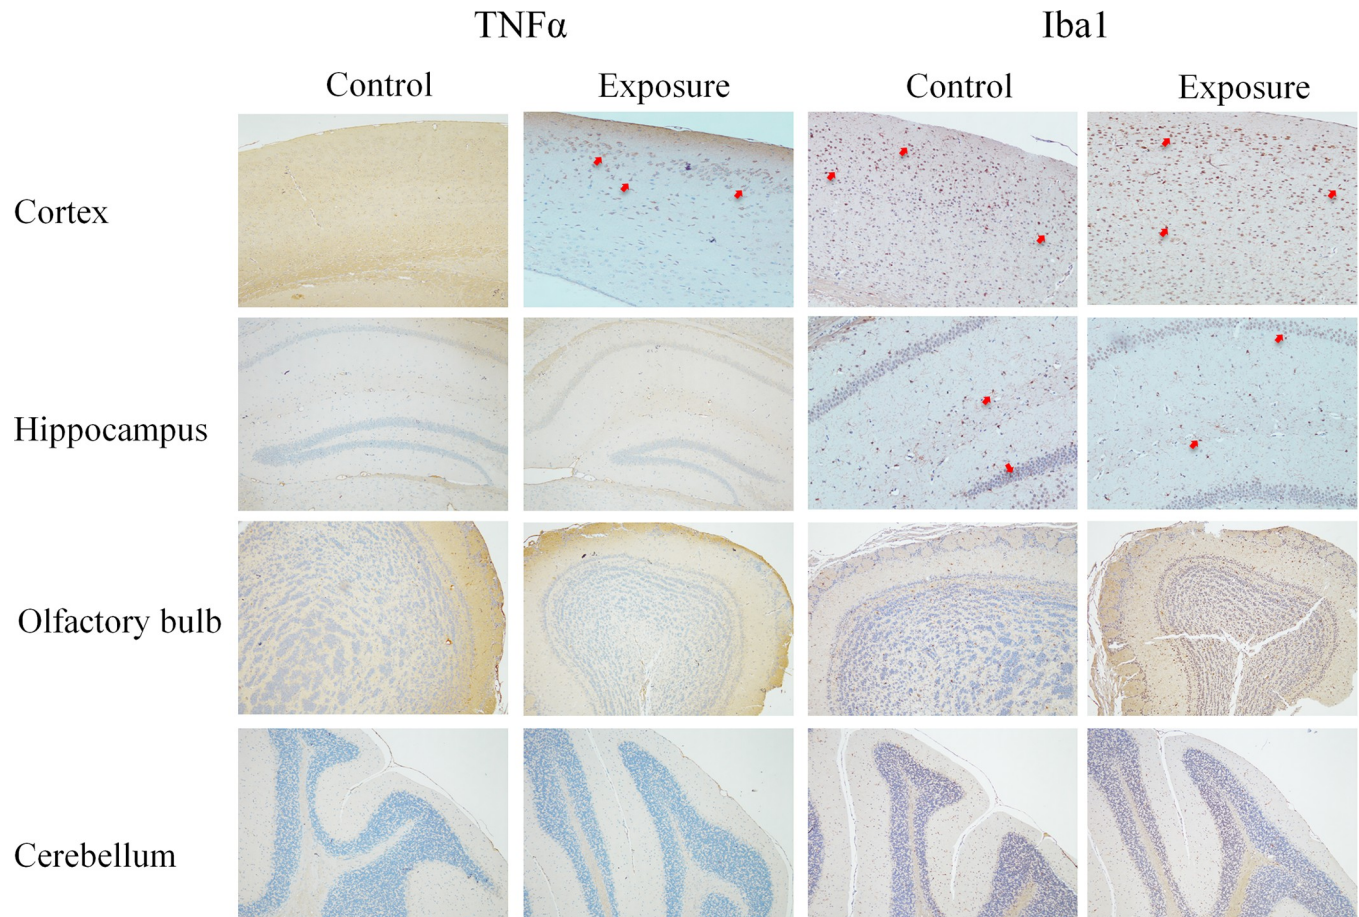 TNFα Iba1
Control Exposure Control Exposure
Cortex
Hippocampus
Olfactory bulb
Cerebellum